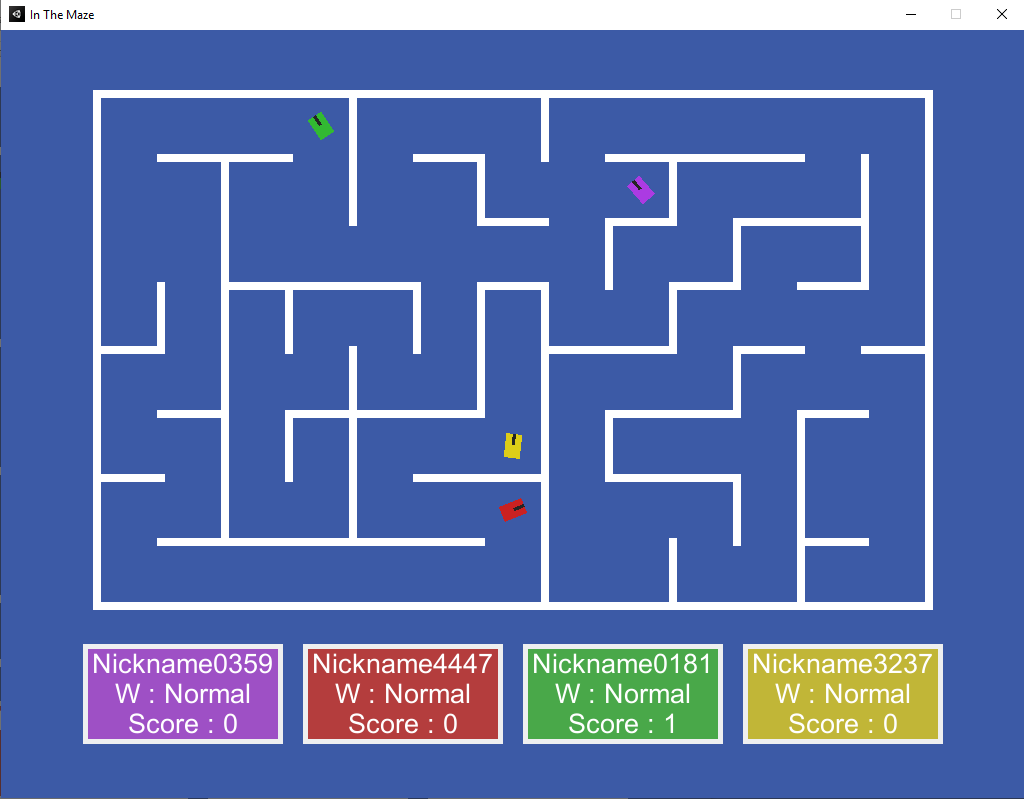 In The Maze
Nickname0359
W : Normal
Score : 0
Nickname4447
W : Normal
Score : 0
Nickname0181
W : Normal
Score : 1
Nickname3237
W : Normal
Score : 0